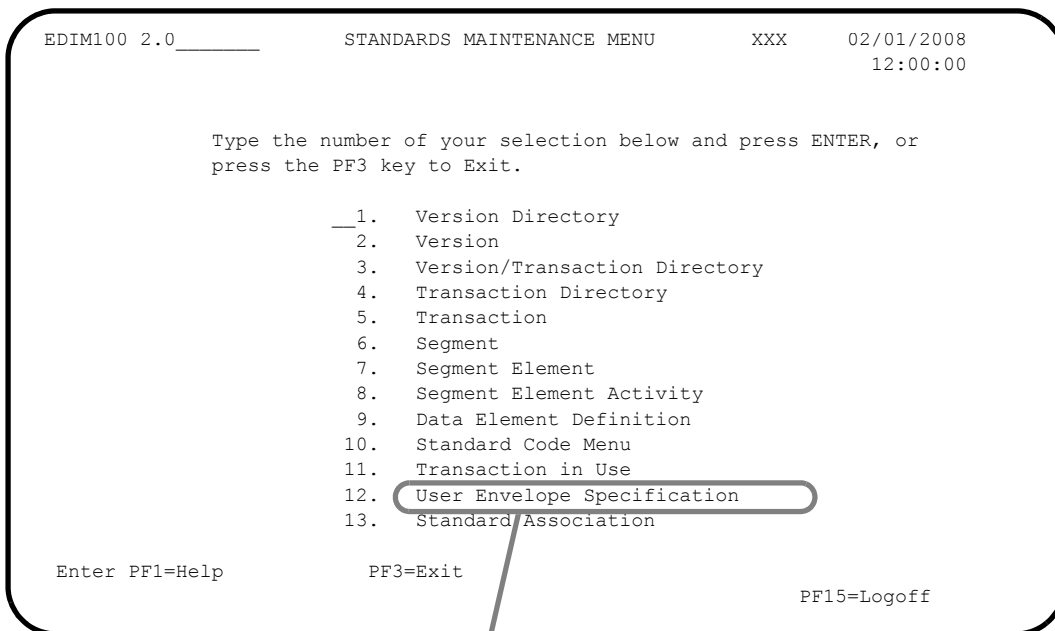 EDIM100 2.0_______ STANDARDS MAINTENANCE MENU XXX 02/01/2008
12:00:00
Type the number of your selection below and press ENTER, or
press the PF3 key to Exit.
__1. Version Directory
2. Version
3. Version/Transaction Directory
4. Transaction Directory
5. Transaction
6. Segment
7. Segment Element
8. Segment Element Activity
9. Data Element Definition
10. Standard Code Menu
11. Transaction in Use
12. User Envelope Specification
13. Standard Association
Enter PF1=Help PF3=Exit
PF15=Logoff